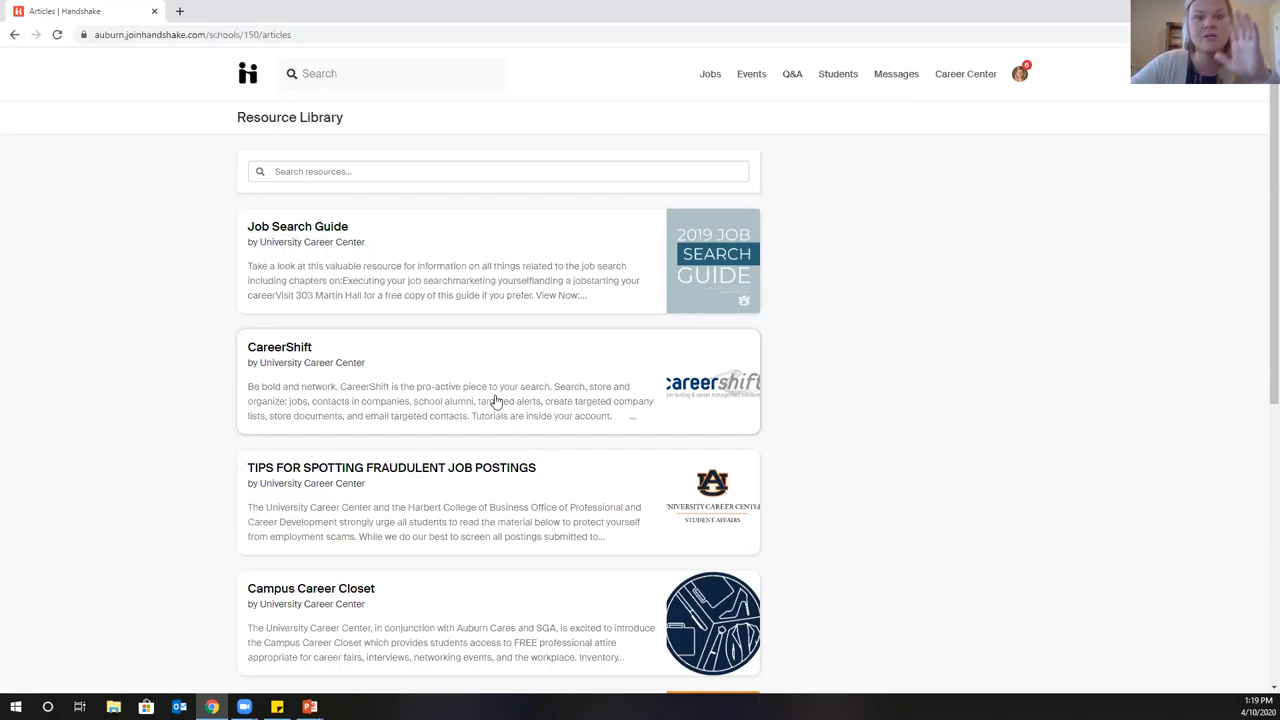 Articles | Handshake
auburn.joinhandshake.com/schools/150/articles
Search
Jobs Events Q&A Students Messages Career Center 6
Resource Library
Search resources...
Job Search Guide
by University Career Center
Take a look at this valuable resource for information on all things related to the job search
including chapters on:Executing your job searchmarketing yourselflanding a jobstarting your
careerVisit 303 Martin Hall for a free copy of this guide if you prefer. View Now:...
2019 JOB
SEARCH
GUIDE
CareerShift
by University Career Center
Be bold and network. CareerShift is the pro-active piece to your search. Search, store and
organize: jobs, contacts in companies, school alumni, targeted alerts, create targeted company
lists, store documents, and email targeted contacts. Tutorials are inside your account. ...
careershift
TIPS FOR SPOTTING FRAUDULENT JOB POSTINGS
by University Career Center
The University Career Center and the Harbert College of Business Office of Professional and
Career Development strongly urge all students to read the material below to protect yourself
from employment scams. While we do our best to screen all postings submitted to...
UNIVERSITY CAREER CENTE
STUDENT AFFAIRS
Campus Career Closet
by University Career Center
The University Career Center, in conjunction with Auburn Cares and SGA, is excited to introduce
the Campus Career Closet which provides students access to FREE professional attire
appropriate for career fairs, interviews, networking events, and the workplace. Inventory...
1:19 PM
4/10/2020